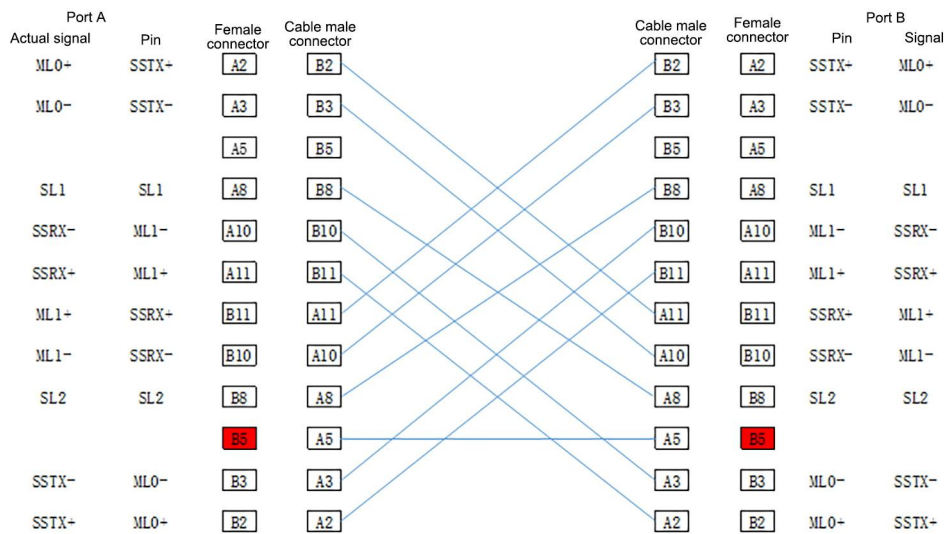 Port A Port B
Actual signal Pin Female connector Cable male connector Cable male connector Female connector Pin Signal
ML0+ SSTX+ A2 B2 B2 A2 SSTX+ ML0+
ML0- SSTX- A3 B3 B3 A3 SSTX- ML0-
A5 B5 B5 A5
SL1 SL1 A8 B8 B8 A8 SL1 SL1
SSRX- ML1- A10 B10 B10 A10 ML1- SSRX-
SSRX+ ML1+ A11 B11 B11 A11 ML1+ SSRX+
ML1+ SSRX+ B11 A11 A11 B11 SSRX+ ML1+
ML1- SSRX- B10 A10 A10 B10 SSRX- ML1-
SL2 SL2 B8 A8 A8 B8 SL2 SL2
B5 A5 A5 B5
SSTX- ML0- B3 A3 A3 B3 ML0- SSTX-
SSTX+ ML0+ B2 A2 A2 B2 ML0+ SSTX+